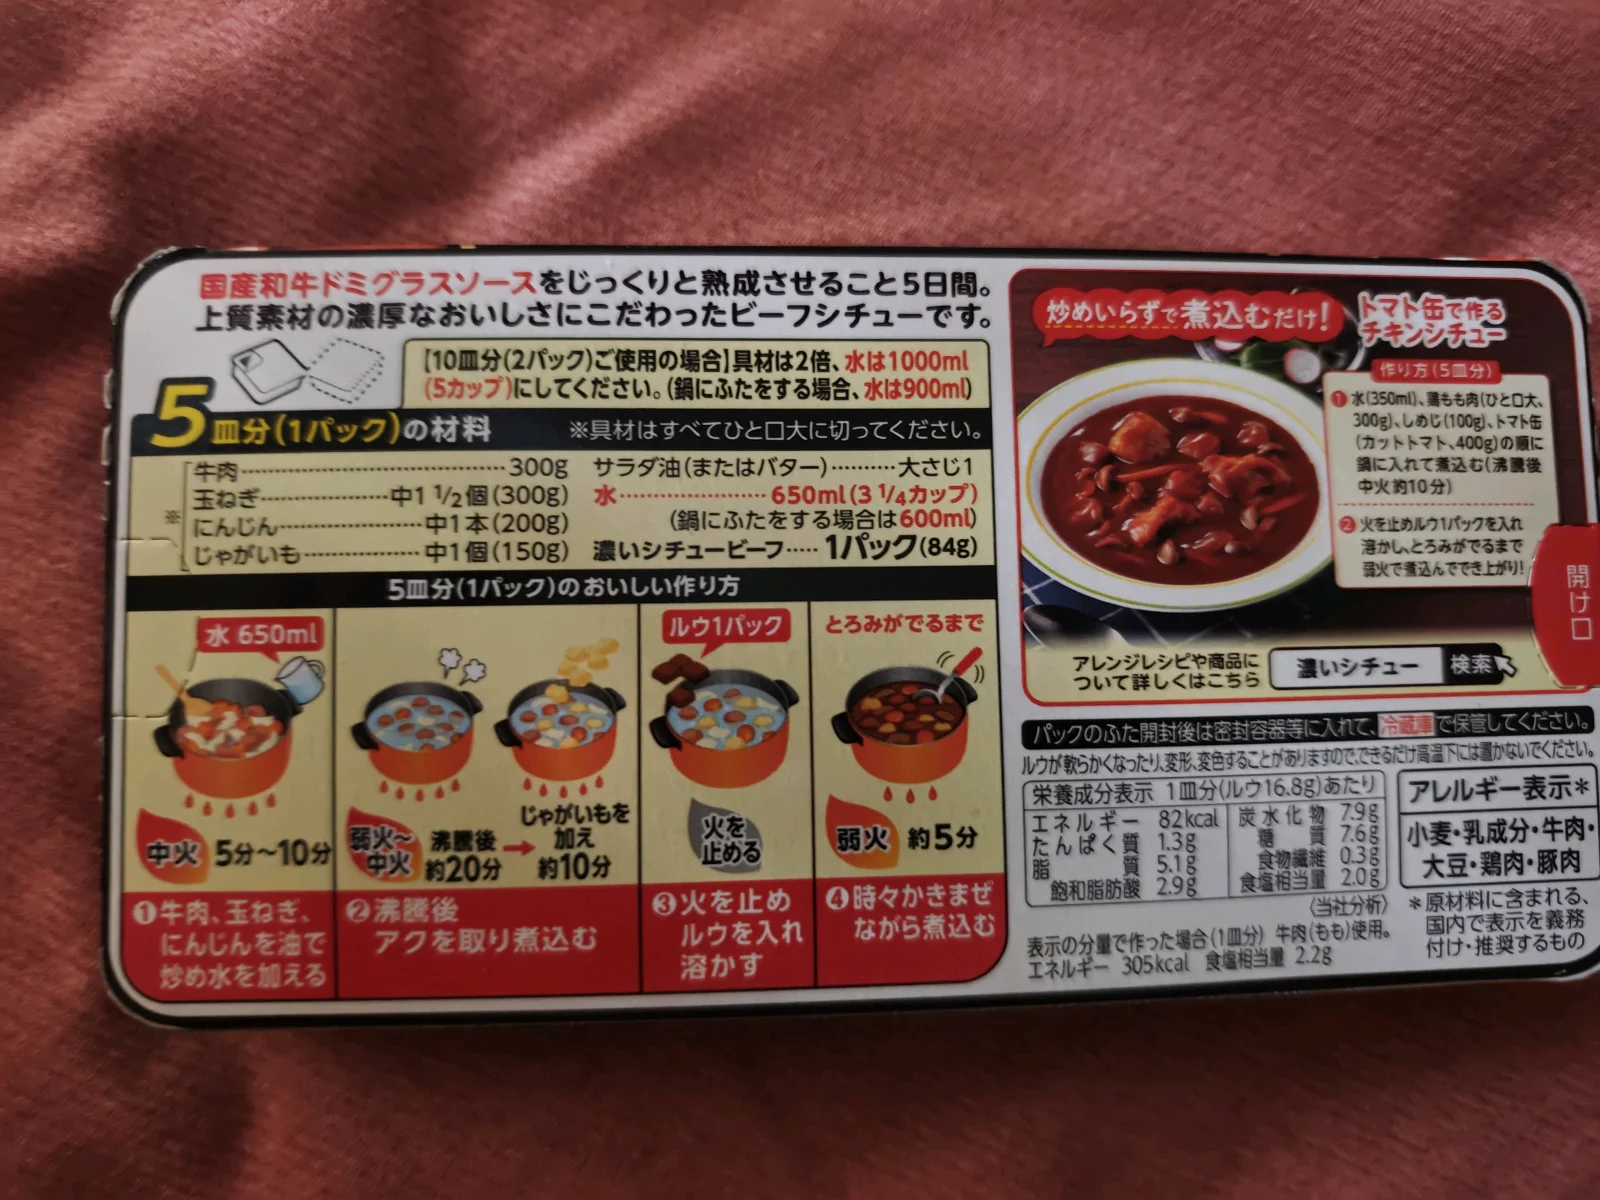 国産和牛ドミグラスソースをじっくりと熟成させること5日間。
上質素材の濃厚なおいしさにこだわったビーフシチューです。
【10皿分(2パック)ご使用の場合】具材は2倍、水は1000ml
(5カップ)にしてください。(鍋にふたをする場合、水は900ml)
5皿分(1パック)の材料 ※具材はすべてひと口大に切ってください。
※
牛肉……300g
玉ねぎ……中1 1/2個(300g)
にんじん……中1本(200g)
じゃがいも……中1個(150g)
サラダ油(またはバター)……大さじ1
水……650ml(3 1/4カップ)
(鍋にふたをする場合は600ml)
濃いシチュービーフ……1パック(84g)
5皿分(1パック)のおいしい作り方
水 650ml
中火 5分〜10分
❶牛肉、玉ねぎ、
にんじんを油で
炒め水を加える
弱火〜
中火
沸騰後
約20分
→
じゃがいもを
加え
約10分
❷沸騰後
アクを取り煮込む
ルウ1パック
火を
止める
❸火を止め
ルウを入れ
溶かす
とろみがでるまで
弱火 約5分
❹時々かきまぜ
ながら煮込む
炒めいらずで煮込むだけ!
トマト缶で作る
チキンシチュー
作り方(5皿分)
❶水(350ml)、鶏もも肉(ひと口大、
300g)、しめじ(100g)、トマト缶
(カットトマト、400g)の順に
鍋に入れて煮込む(沸騰後
中火約10分)
❷火を止めルウ1パックを入れ
溶かし、とろみがでるまで
弱火で煮込んででき上がり!
開け口
アレンジレシピや商品に
ついて詳しくはこちら
濃いシチュー 検索
パックのふた開封後は密封容器等に入れて、冷蔵庫で保管してください。
ルウが軟らかくなったり、変形、変色することがありますので、できるだけ高温下には置かないでください。
栄養成分表示 1皿分(ルウ16.8g)あたり
エネルギー 82kcal
たんぱく質 1.3g
脂質 5.1g
飽和脂肪酸 2.9g
炭水化物 7.9g
糖質 7.6g
食物繊維 0.3g
食塩相当量 2.0g
(当社分析)
表示の分量で作った場合(1皿分) 牛肉(もも)使用。
エネルギー 305kcal 食塩相当量 2.2g
アレルギー表示＊
小麦・乳成分・牛肉・
大豆・鶏肉・豚肉
＊原材料に含まれる、
国内で表示を義務
付け・推奨するもの